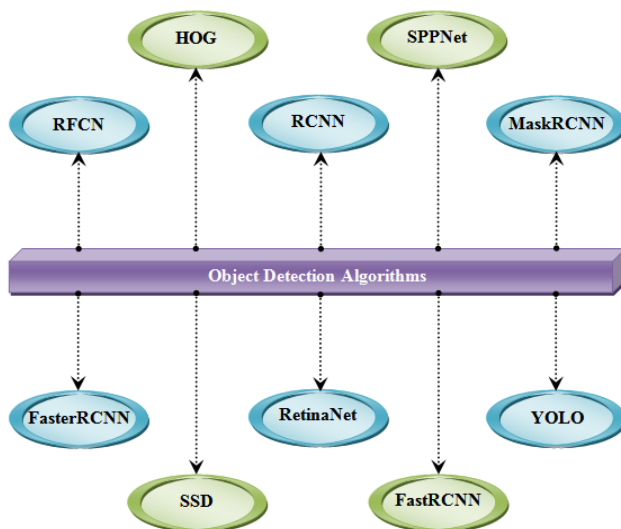 HOG
SPPNet
RFCN
RCNN
MaskRCNN
Object Detection Algorithms
FasterRCNN
RetinaNet
YOLO
SSD
FastRCNN